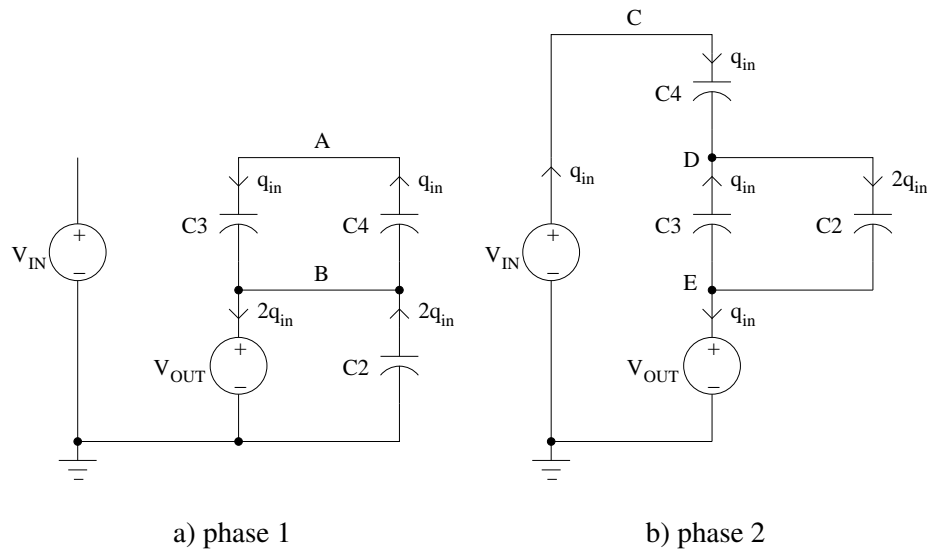 C
q_in
C4
A
D
q_in
q_in
q_in
q_in
2q_in
C3
C4
C3
C2
V_IN
+
−
V_IN
+
−
B
E
2q_in
2q_in
q_in
V_OUT
+
−
C2
V_OUT
+
−
a) phase 1
b) phase 2